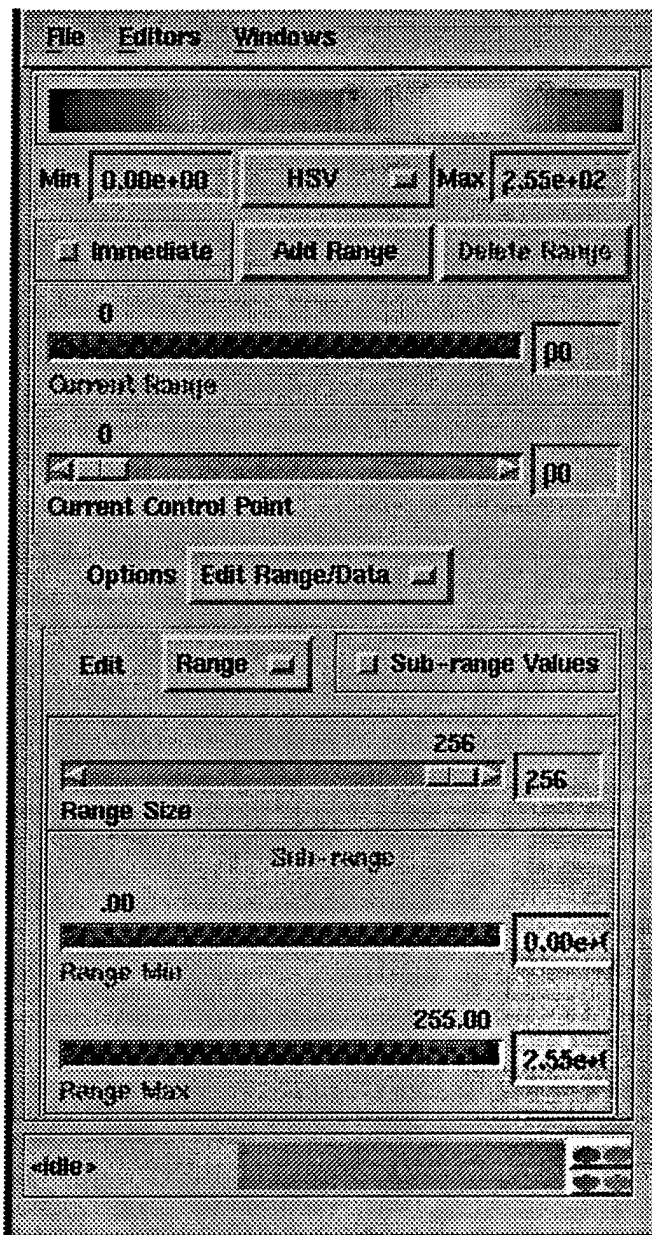 File Editors Windows
Min 0.00e+00 HSV Max 2.55e+02
Immediate Add Range Delete Range
0
00
Current Range
0
00
Current Control Point
Options Edit Range/Data
Edit Range Sub-range Values
256
256
Range Size
Sub-range
.00
0.00e+0
Range Min
255.00
2.55e+0
Range Max
<idle>